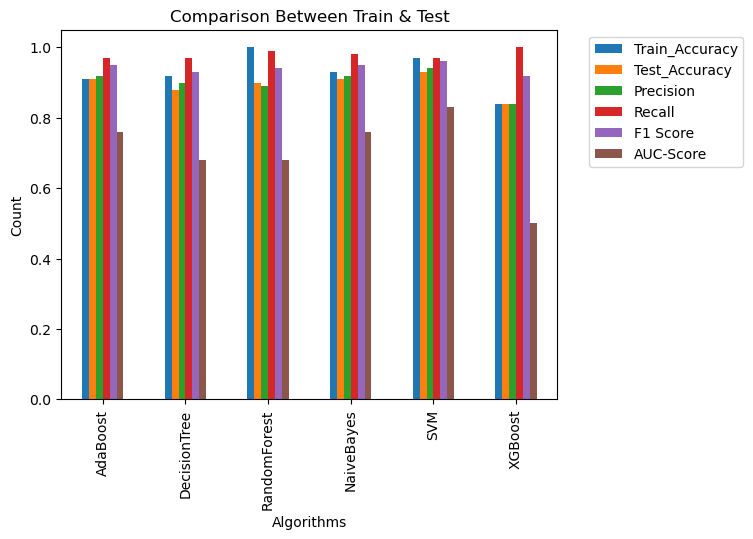 Comparison Between Train & Test
1.0
0.8
0.6
0.4
0.2
0.0
Count
AdaBoost
DecisionTree
RandomForest
NaiveBayes
SVM
XGBoost
Algorithms
Train_Accuracy
Test_Accuracy
Precision
Recall
F1 Score
AUC-Score